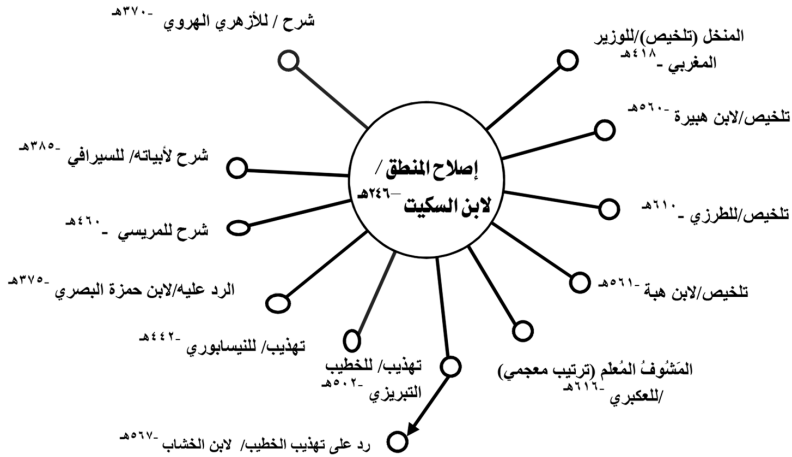 إصلاح المنطق /
لابن السكيت –٢٤٦هـ
المنخل (تلخيص)/للوزير
المغربي -٤١٨هـ
تلخيص/لابن هبيرة -٥٦٠هـ
تلخيص/للطرزي -٦١٠هـ
تلخيص/لابن هبة -٥٦١هـ
المَشُوفُ المُعلَم (ترتيب معجمي)
/للعكبري -٦١٦هـ
تهذيب/ للخطيب
التبريزي -٥٠٢هـ
رد على تهذيب الخطيب/ لابن الخشاب -٥٦٧هـ
تهذيب/ للنيسابوري -٤٤٢هـ
الرد عليه/لابن حمزة البصري -٣٧٥هـ
شرح للمريسي -٤٦٠هـ
شرح لأبياته/ للسيرافي -٣٨٥هـ
شرح / للأزهري الهروي -٣٧٠هـ